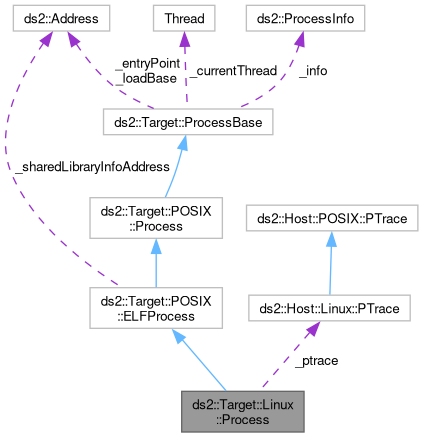 ds2::Address
Thread
ds2::ProcessInfo
_entryPoint
_loadBase
_currentThread
_info
ds2::Target::ProcessBase
_sharedLibraryInfoAddress
ds2::Target::POSIX
::Process
ds2::Host::POSIX::PTrace
ds2::Target::POSIX
::ELFProcess
ds2::Host::Linux::PTrace
_ptrace
ds2::Target::Linux
::Process